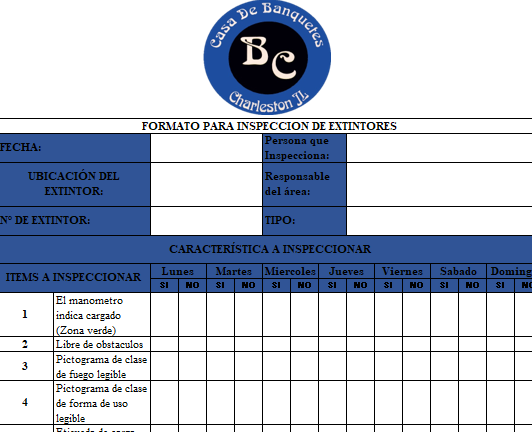 Casa De Banquetes
BC
Charleston JL
FORMATO PARA INSPECCION DE EXTINTORES
FECHA:
Persona que
Inspecciona:
UBICACIÓN DEL
EXTINTOR:
Responsable
del área:
N° DE EXTINTOR:
TIPO:
CARACTERÍSTICA A INSPECCIONAR
ITEMS A INSPECCIONAR
Lunes Martes Miercoles Jueves Viernes Sabado Doming
SI NO SI NO SI NO SI NO SI NO SI NO SI NO
1 El manometro
indica cargado
(Zona verde)
2 Libre de obstaculos
3 Pictograma de clase
de fuego legible
4 Pictograma de clase
de forma de uso
legible